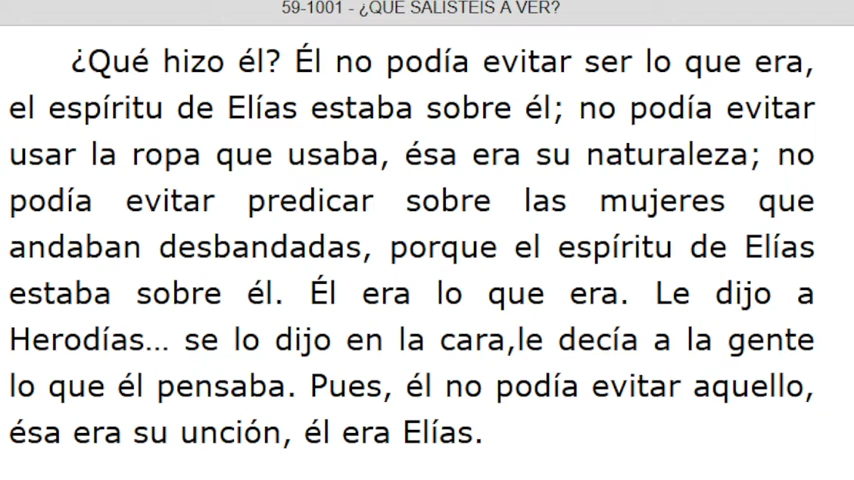 59-1001 - ¿QUE SALISTEIS A VER?
¿Qué hizo él? Él no podía evitar ser lo que era,
el espíritu de Elías estaba sobre él; no podía evitar
usar la ropa que usaba, ésa era su naturaleza; no
podía evitar predicar sobre las mujeres que
andaban desbandadas, porque el espíritu de Elías
estaba sobre él. Él era lo que era. Le dijo a
Herodías... se lo dijo en la cara,le decía a la gente
lo que él pensaba. Pues, él no podía evitar aquello,
ésa era su unción, él era Elías.